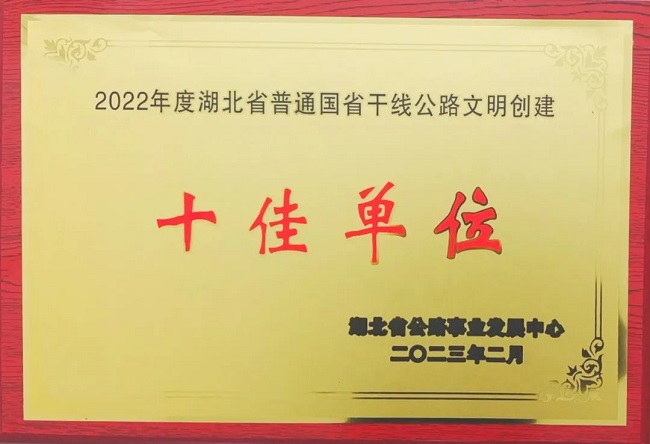 2022年度湖北省普通国省干线公路文明创建
十佳单位
湖北省公路事业发展中心
二〇二三年二月